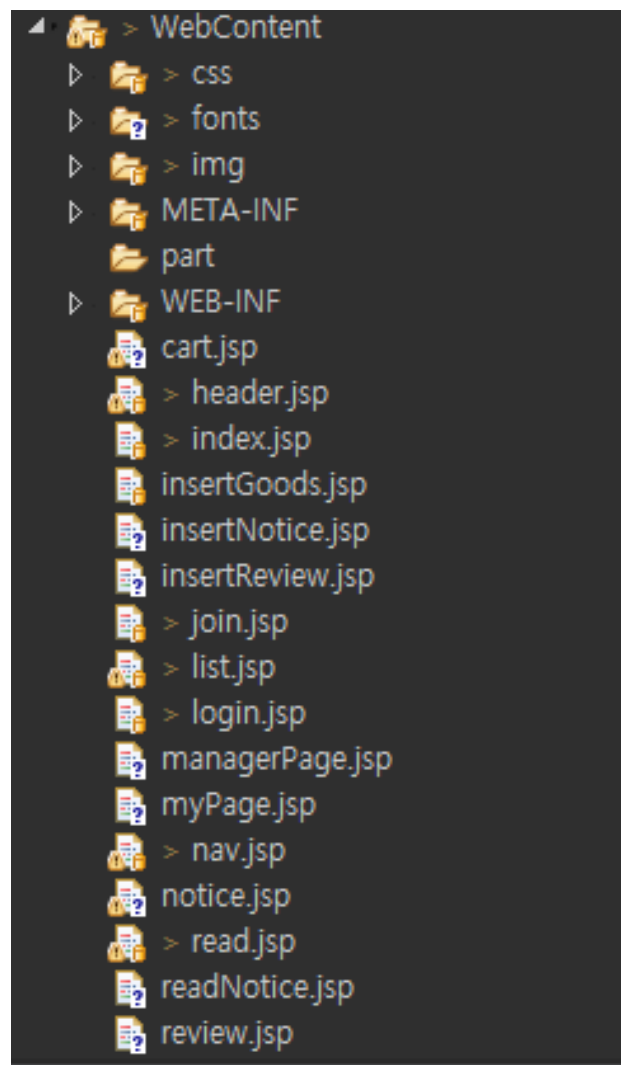 > WebContent
> css
> fonts
> img
META-INF
part
WEB-INF
cart.jsp
> header.jsp
> index.jsp
insertGoods.jsp
insertNotice.jsp
insertReview.jsp
> join.jsp
> list.jsp
> login.jsp
managerPage.jsp
myPage.jsp
> nav.jsp
notice.jsp
> read.jsp
readNotice.jsp
review.jsp